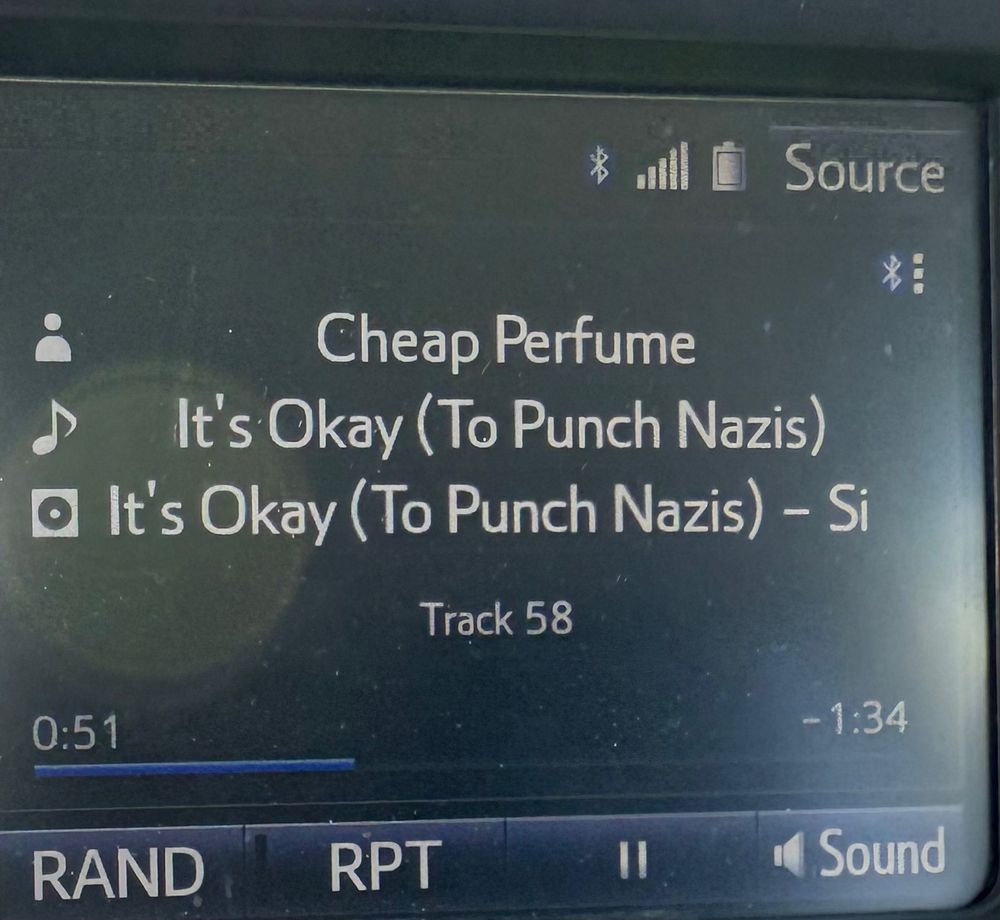 Source
Cheap Perfume
It's Okay (To Punch Nazis)
It's Okay (To Punch Nazis) – Si
Track 58
0:51 -1:34
RAND RPT Sound